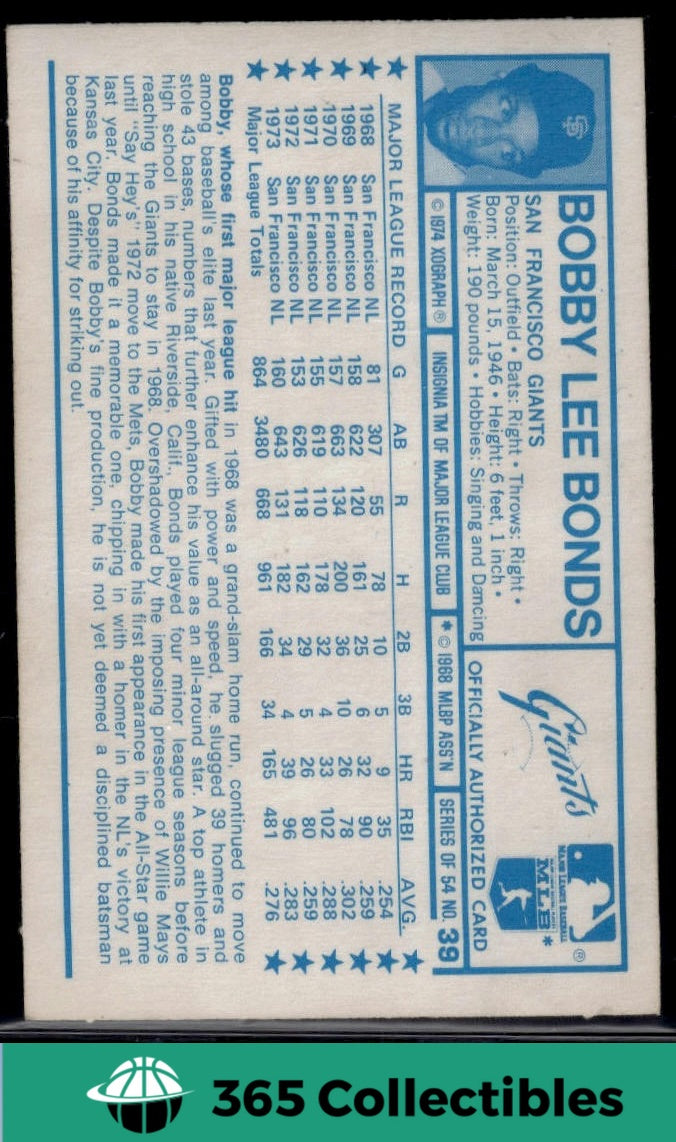 BOBBY LEE BONDS
SAN FRANCISCO GIANTS
Position: Outfield • Bats: Right • Throws: Right •
Born: March 15, 1946 • Height: 6 feet, 1 inch •
Weight: 190 pounds • Hobbies: Singing and Dancing
Giants
MAJOR LEAGUE BASEBALL
MLB*
®
OFFICIALLY AUTHORIZED CARD
© 1974 XOGRAPH® INSIGNIA TM OF MAJOR LEAGUE CLUB * © 1968 MLBP ASS'N SERIES OF 54 NO. 39
MAJOR LEAGUE RECORD G AB R H 2B 3B HR RBI AVG.
1968 San Francisco NL 81 307 55 78 10 5 9 35 .254
1969 San Francisco NL 158 622 120 161 25 6 32 90 .259
1970 San Francisco NL 157 663 134 200 36 10 26 78 .302
1971 San Francisco NL 155 619 110 178 32 4 33 102 .288
1972 San Francisco NL 153 626 118 162 29 5 26 80 .259
1973 San Francisco NL 160 643 131 182 34 4 39 96 .283
Major League Totals 864 3480 668 961 166 34 165 481 .276
Bobby, whose first major league hit in 1968 was a grand-slam home run, continued to move
among baseball's elite last year. Gifted with power and speed, he slugged 39 homers and
stole 43 bases, numbers that further enhance his value as an all-around star. A top athlete in
high school in his native Riverside, Calif., Bonds played four minor league seasons before
reaching the Giants to stay in 1968. Overshadowed by the imposing presence of Willie Mays
until "Say Hey's" 1972 move to the Mets, Bobby made his first appearance in the All-Star game
last year. Bonds made it a memorable one, chipping in with a homer in the NL's victory at
Kansas City. Despite Bobby's fine production, he is not yet deemed a disciplined batsman
because of his affinity for striking out.
365 Collectibles